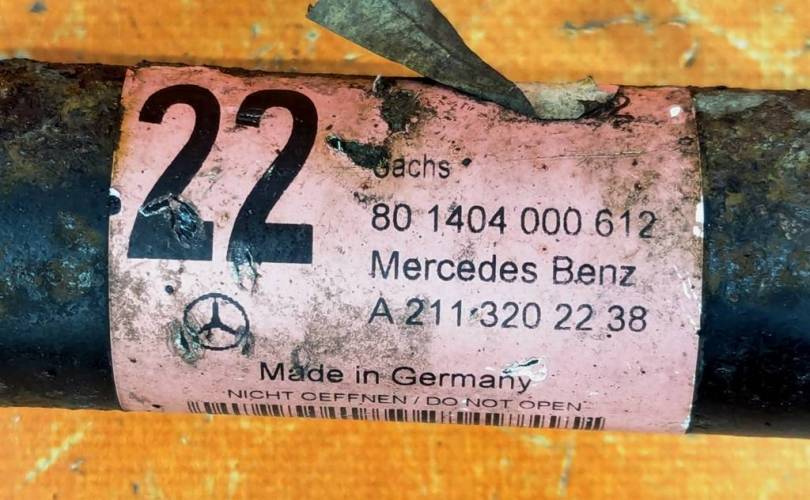 22
Sachs
80 1404 000 612
Mercedes Benz
A 211 320 22 38
Made in Germany
NICHT OEFFNEN / DO NOT OPEN